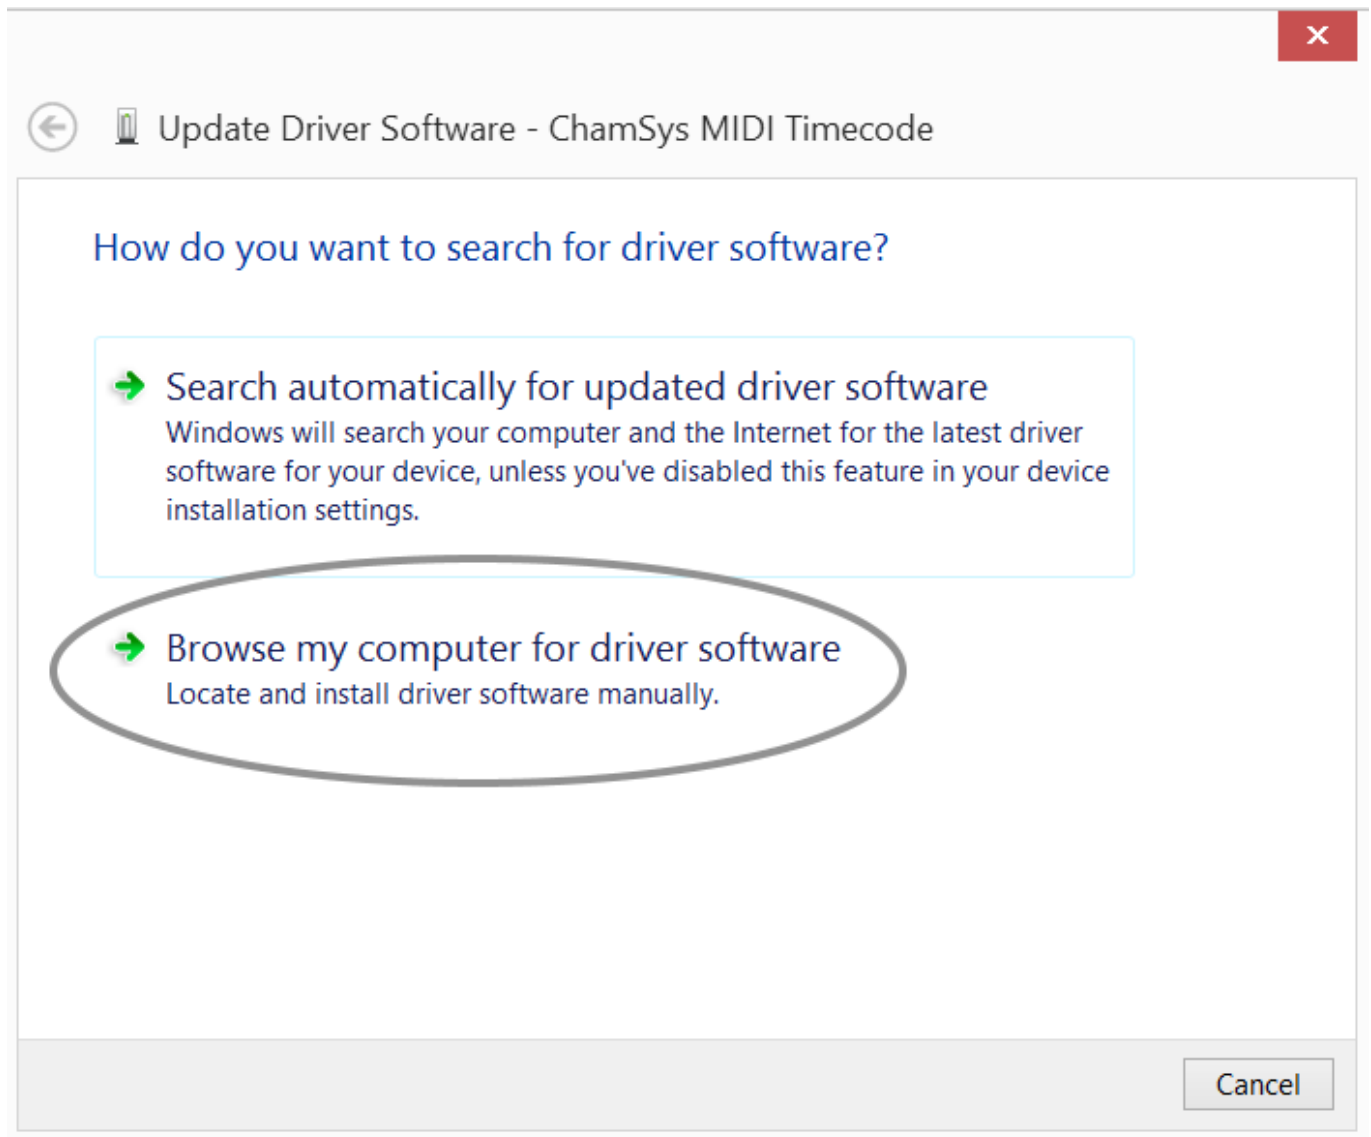 Update Driver Software - ChamSys MIDI Timecode
How do you want to search for driver software?
Search automatically for updated driver software
Windows will search your computer and the Internet for the latest driver
software for your device, unless you've disabled this feature in your device
installation settings.
Browse my computer for driver software
Locate and install driver software manually.
Cancel